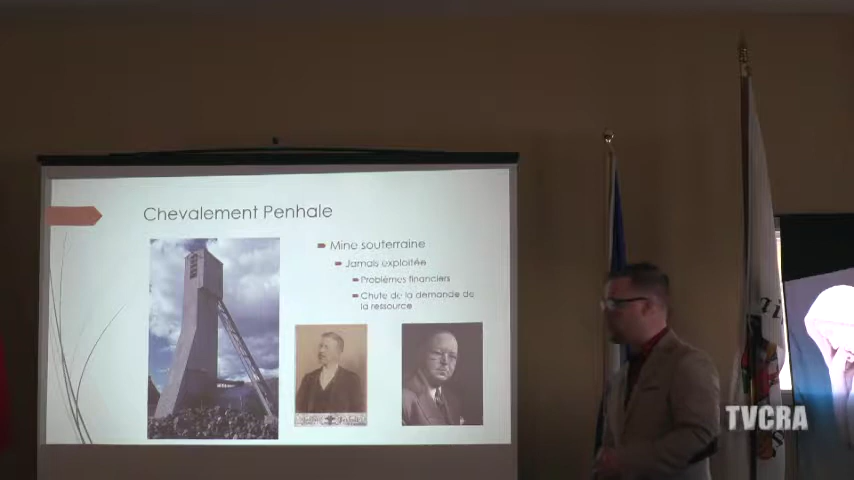 Chevalement Penhale
Mine souterraine
Jamais exploitée
Problèmes financiers
Chute de la demande de
la ressource
TVCRA